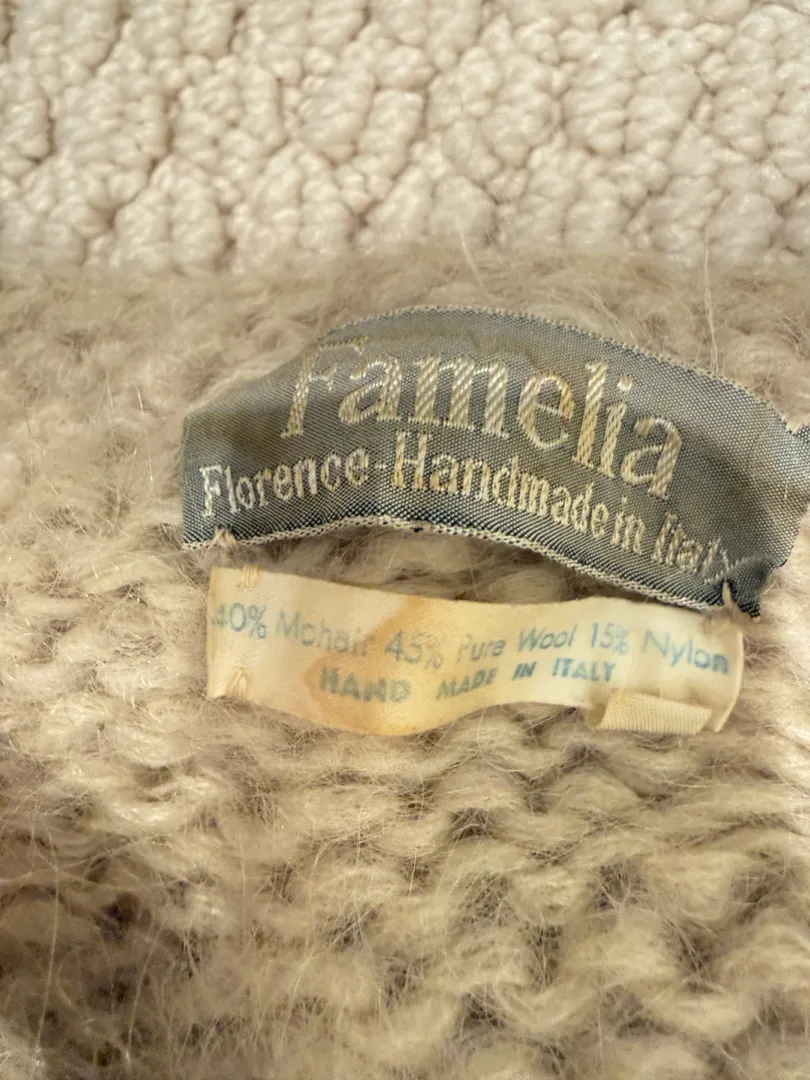 Famelia
Florence-Handmade in Italy
40% Mohair 45% Pure Wool 15% Nylon
HAND MADE IN ITALY